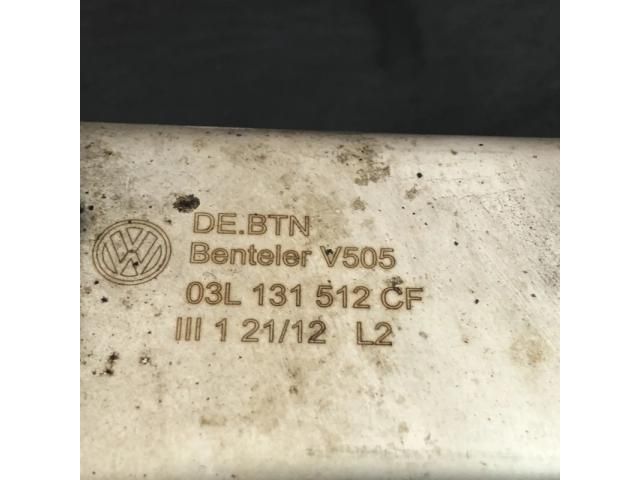 DE.BTN
Benteler V505
03L 131 512 CF
III 1 21/12 L2